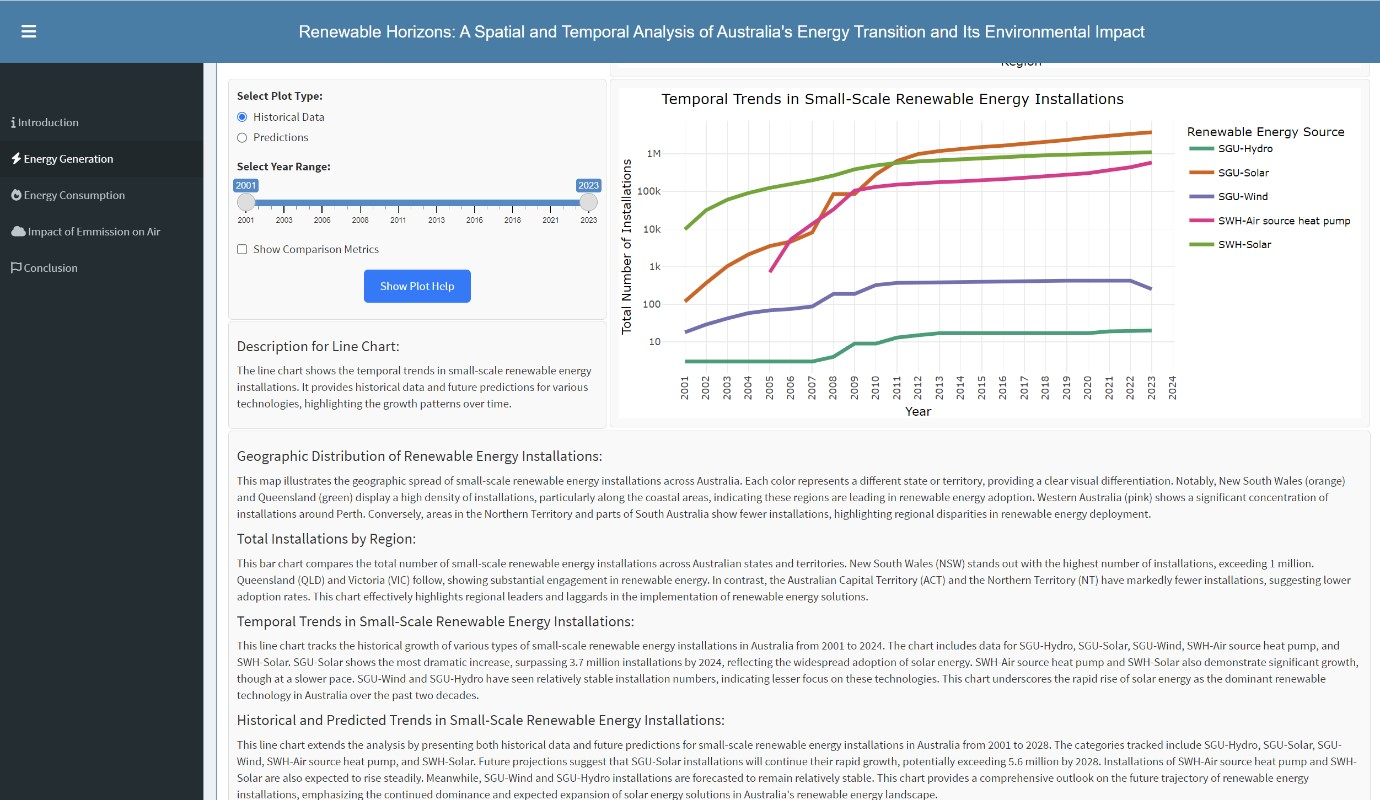 Renewable Horizons: A Spatial and Temporal Analysis of Australia's Energy Transition and Its Environmental Impact
Introduction
Energy Generation
Energy Consumption
Impact of Emmission on Air
Conclusion
Region
Select Plot Type:
Historical Data
Predictions
Select Year Range:
2001 2023
2001 2003 2006 2008 2011 2013 2016 2018 2021 2023
Show Comparison Metrics
Show Plot Help
Description for Line Chart:
The line chart shows the temporal trends in small-scale renewable energy
installations. It provides historical data and future predictions for various
technologies, highlighting the growth patterns over time.
Temporal Trends in Small-Scale Renewable Energy Installations
Total Number of Installations
1M
100k
10k
1k
100
10
2001 2002 2003 2004 2005 2006 2007 2008 2009 2010 2011 2012 2013 2014 2015 2016 2017 2018 2019 2020 2021 2022 2023 2024
Year
Renewable Energy Source
SGU-Hydro
SGU-Solar
SGU-Wind
SWH-Air source heat pump
SWH-Solar
Geographic Distribution of Renewable Energy Installations:
This map illustrates the geographic spread of small-scale renewable energy installations across Australia. Each color represents a different state or territory, providing a clear visual differentiation. Notably, New South Wales (orange)
and Queensland (green) display a high density of installations, particularly along the coastal areas, indicating these regions are leading in renewable energy adoption. Western Australia (pink) shows a significant concentration of
installations around Perth. Conversely, areas in the Northern Territory and parts of South Australia show fewer installations, highlighting regional disparities in renewable energy deployment.
Total Installations by Region:
This bar chart compares the total number of small-scale renewable energy installations across Australian states and territories. New South Wales (NSW) stands out with the highest number of installations, exceeding 1 million.
Queensland (QLD) and Victoria (VIC) follow, showing substantial engagement in renewable energy. In contrast, the Australian Capital Territory (ACT) and the Northern Territory (NT) have markedly fewer installations, suggesting lower
adoption rates. This chart effectively highlights regional leaders and laggards in the implementation of renewable energy solutions.
Temporal Trends in Small-Scale Renewable Energy Installations:
This line chart tracks the historical growth of various types of small-scale renewable energy installations in Australia from 2001 to 2024. The chart includes data for SGU-Hydro, SGU-Solar, SGU-Wind, SWH-Air source heat pump, and
SWH-Solar. SGU-Solar shows the most dramatic increase, surpassing 3.7 million installations by 2024, reflecting the widespread adoption of solar energy. SWH-Air source heat pump and SWH-Solar also demonstrate significant growth,
though at a slower pace. SGU-Wind and SGU-Hydro have seen relatively stable installation numbers, indicating lesser focus on these technologies. This chart underscores the rapid rise of solar energy as the dominant renewable
technology in Australia over the past two decades.
Historical and Predicted Trends in Small-Scale Renewable Energy Installations:
This line chart extends the analysis by presenting both historical data and future predictions for small-scale renewable energy installations in Australia from 2001 to 2028. The categories tracked include SGU-Hydro, SGU-Solar, SGU-
Wind, SWH-Air source heat pump, and SWH-Solar. Future projections suggest that SGU-Solar installations will continue their rapid growth, potentially exceeding 5.6 million by 2028. Installations of SWH-Air source heat pump and SWH-
Solar are also expected to rise steadily. Meanwhile, SGU-Wind and SGU-Hydro installations are forecasted to remain relatively stable. This chart provides a comprehensive outlook on the future trajectory of renewable energy
installations, emphasizing the continued dominance and expected expansion of solar energy solutions in Australia's renewable energy landscape.